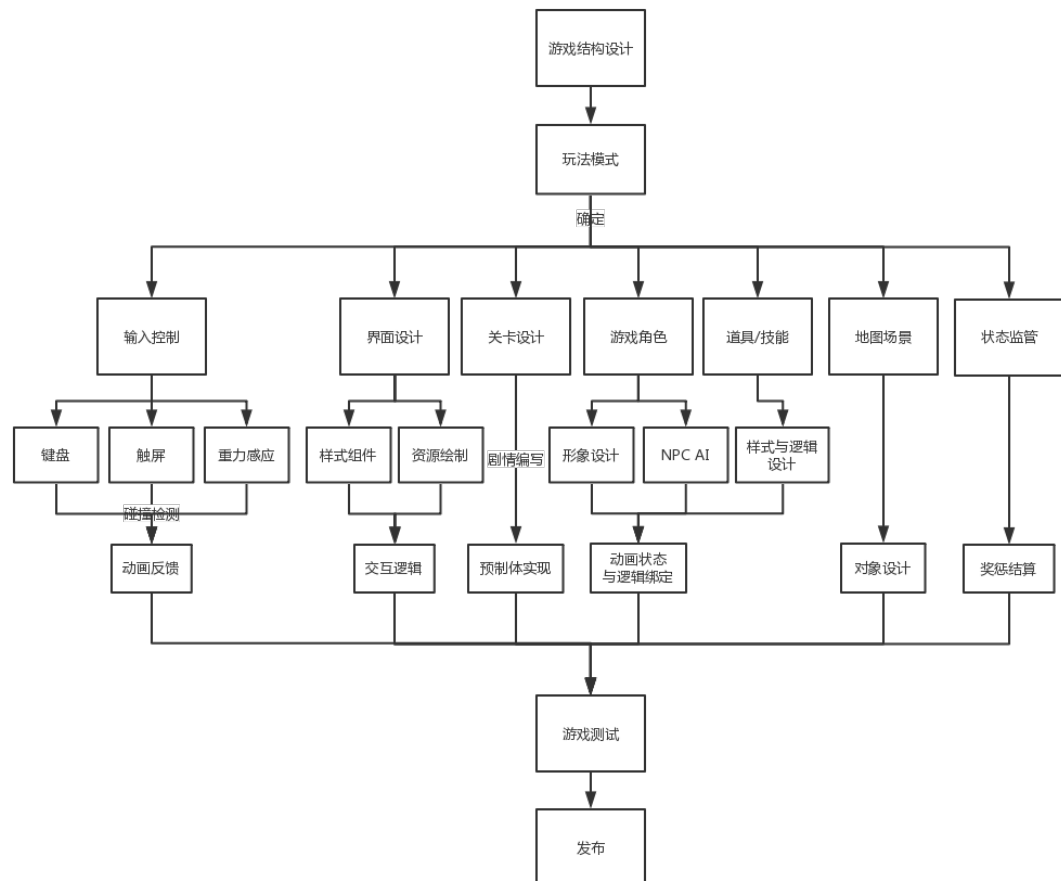 游戏结构设计
玩法模式
确定
输入控制
界面设计
关卡设计
游戏角色
道具/技能
地图场景
状态监管
键盘
触屏
重力感应
样式组件
资源绘制
剧情编写
形象设计
NPC AI
样式与逻辑
设计
碰撞检测
动画反馈
交互逻辑
预制体实现
动画状态
与逻辑绑定
对象设计
奖惩结算
游戏测试
发布